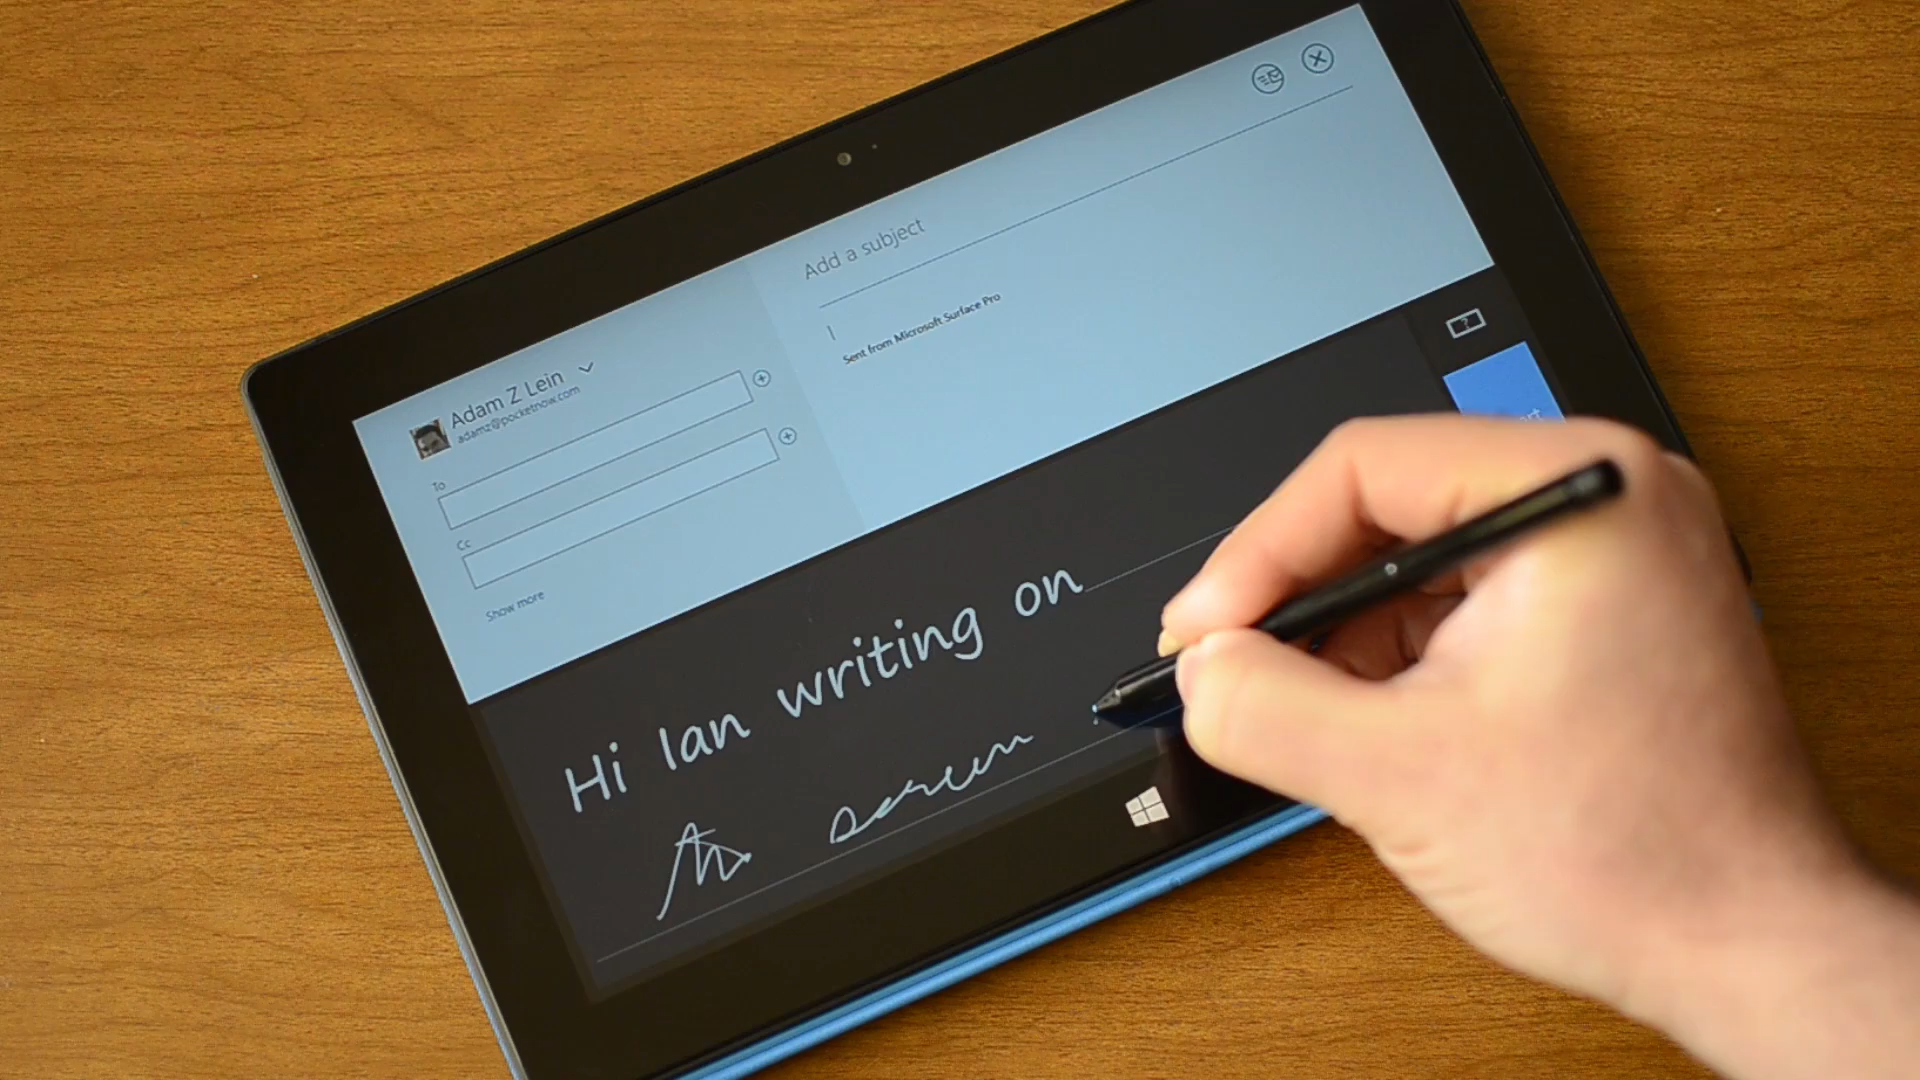 Adam Z Lein
adamz@pocketnow.com
To
Cc
Show more
Add a subject
Sent from Microsoft Surface Pro
?
Hi Ian writing on
screen